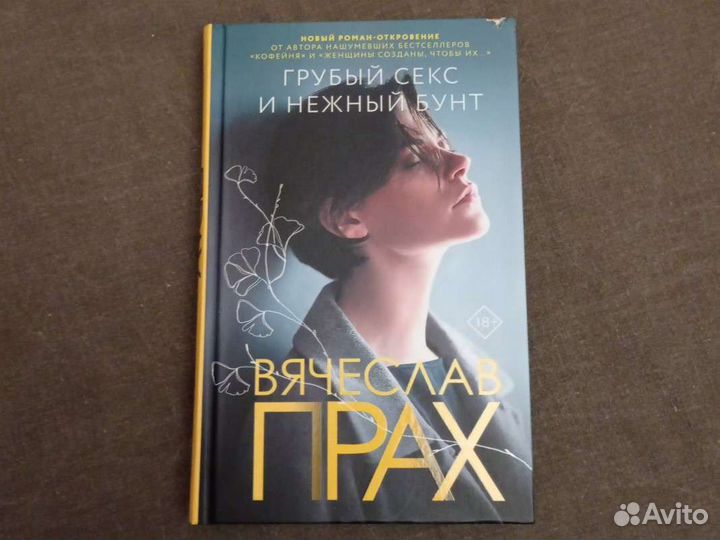 НОВЫЙ РОМАН-ОТКРОВЕНИЕ
ОТ АВТОРА НАШУМЕВШИХ БЕСТСЕЛЛЕРОВ
«КОФЕЙНЯ» И «ЖЕНЩИНЫ СОЗДАНЫ, ЧТОБЫ ИХ...»
ГРУБЫЙ СЕКС
И НЕЖНЫЙ БУНТ
18+
ВЯЧЕСЛАВ
ПРАХ
Avito